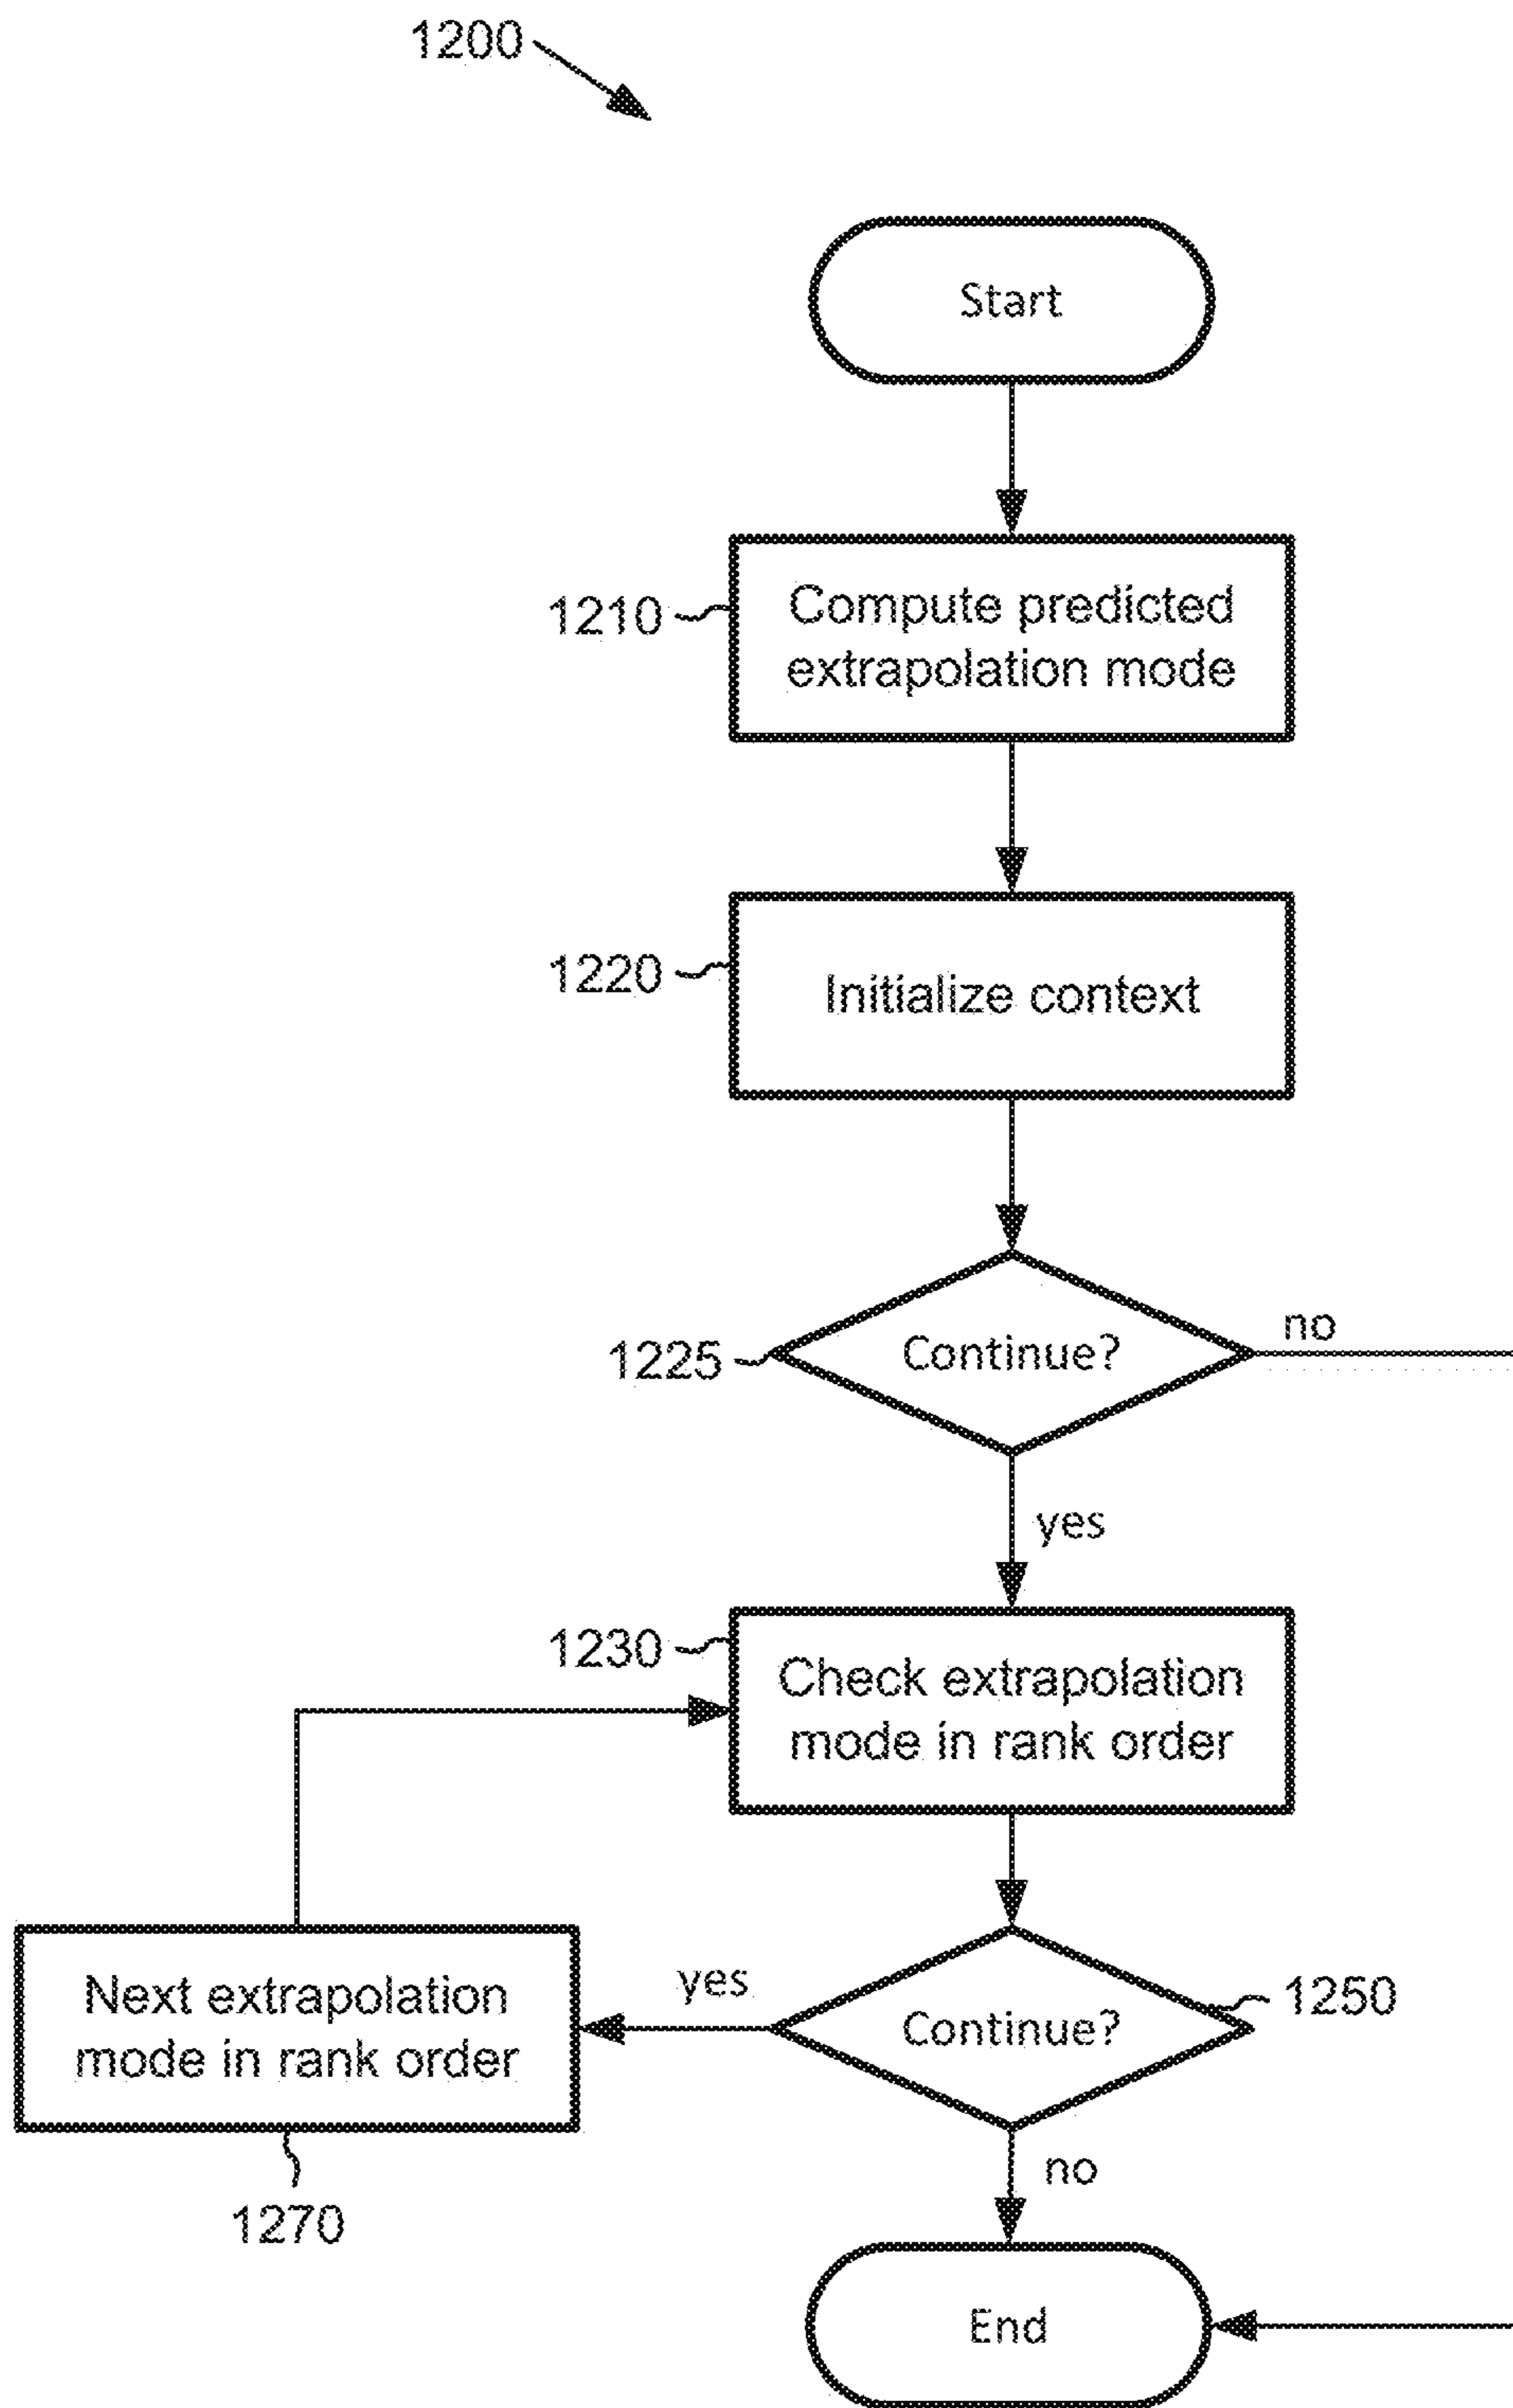 1200
Start
1210
Compute predicted
extrapolation mode
1220
Initialize context
1225
Continue?
no
yes
1230
Check extrapolation
mode in rank order
Next extrapolation
mode in rank order
yes
Continue?
1250
1270
no
End